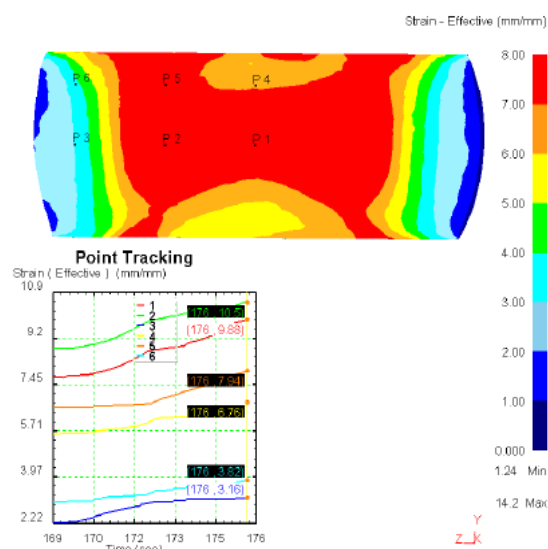 Strain - Effective (mm/mm)
8.00
7.00
6.00
5.00
4.00
3.00
2.00
1.00
0.000
1.24 Min
14.2 Max
P 6
P 5
P 4
P 3
P 2
P 1
Point Tracking
Strain ( Effective ) (mm/mm)
10.9
9.2
7.45
5.71
3.97
2.22
1
2
3
4
5
6
(176 ,10.5)
(176 ,9.88)
(176 ,7.94)
(176 ,6.76)
(176 ,3.82)
(176 ,3.16)
169
170
172
173
175
176
Time (sec)
Y
Z X